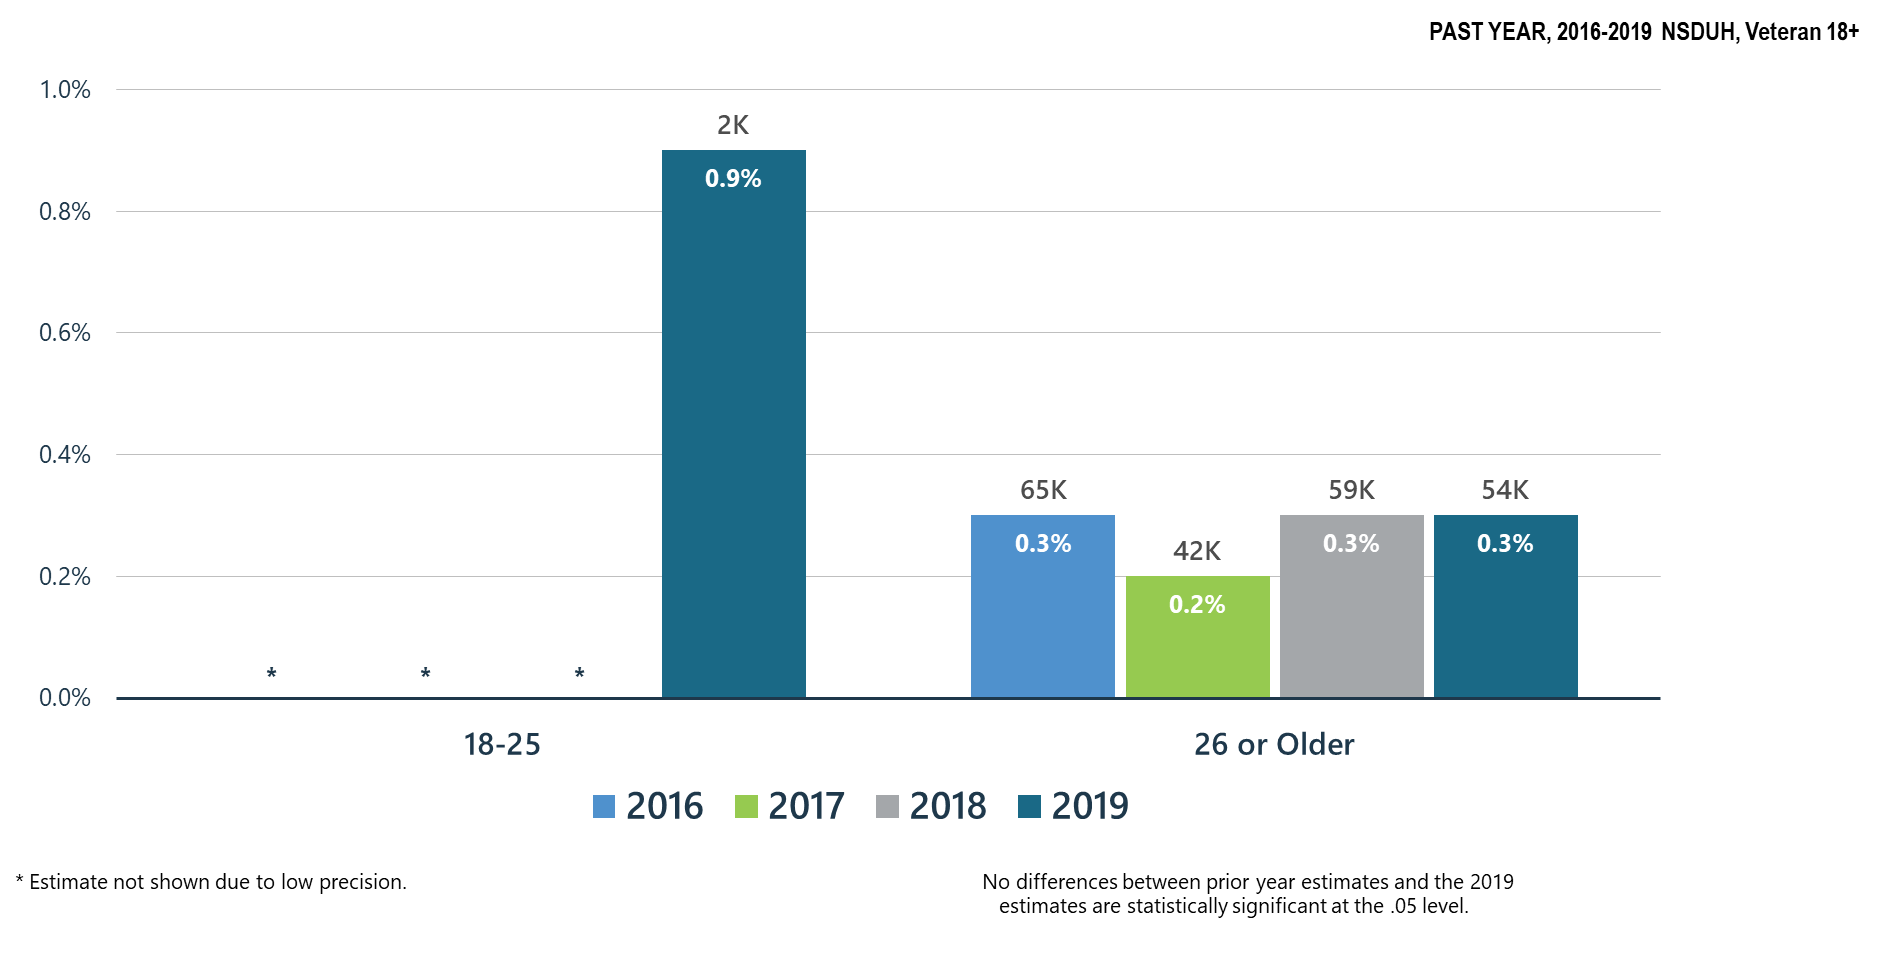 PAST YEAR, 2016-2019 NSDUH, Veteran 18+
1.0%
0.8%
0.6%
0.4%
0.2%
0.0%
2K
0.9%
* * *
65K
0.3%
42K
0.2%
59K
0.3%
54K
0.3%
18-25
26 or Older
2016 2017 2018 2019
* Estimate not shown due to low precision.
No differences between prior year estimates and the 2019
estimates are statistically significant at the .05 level.